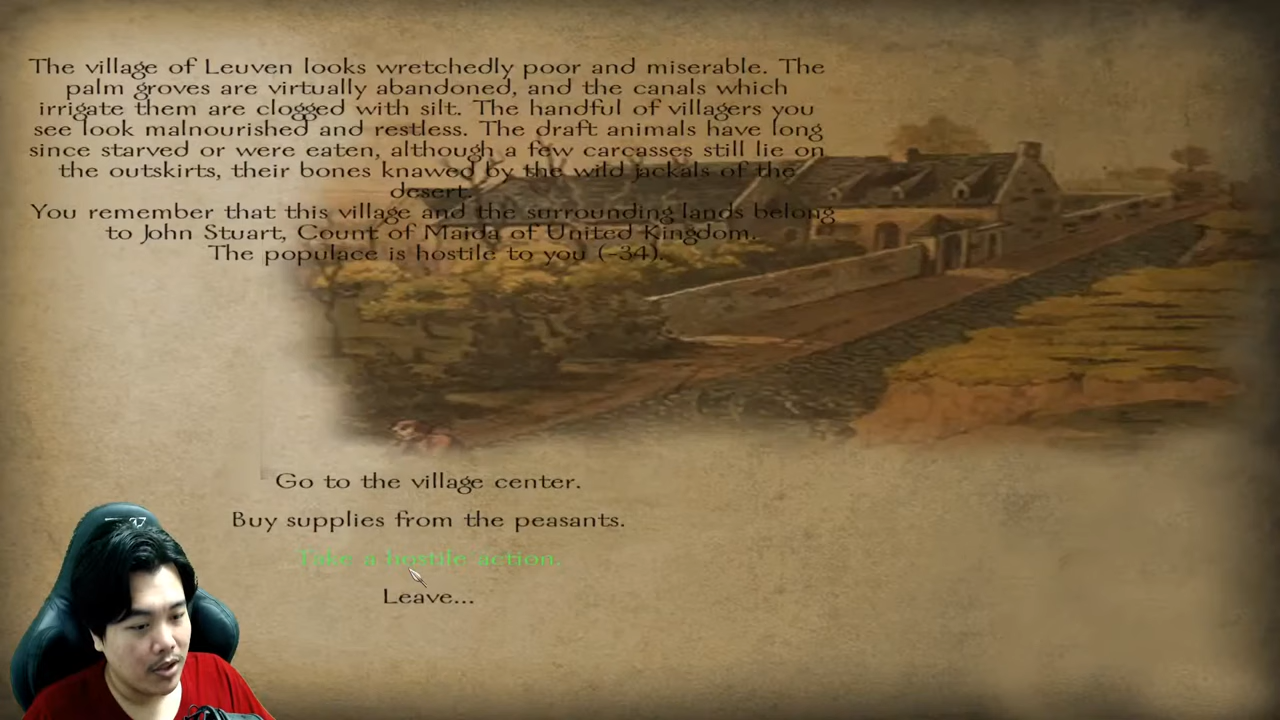 The village of Leuven looks wretchedly poor and miserable. The
palm groves are virtually abandoned, and the canals which
irrigate them are clogged with silt. The handful of villagers you
see look malnourished and restless. The draft animals have long
since starved or were eaten, although a few carcasses still lie on
the outskirts, their bones knawed by the wild jackals of the
desert.
You remember that this village and the surrounding lands belong
to John Stuart, Count of Maida of United Kingdom.
The populace is hostile to you (-34).
Go to the village center.
Buy supplies from the peasants.
Take a hostile action.
Leave...